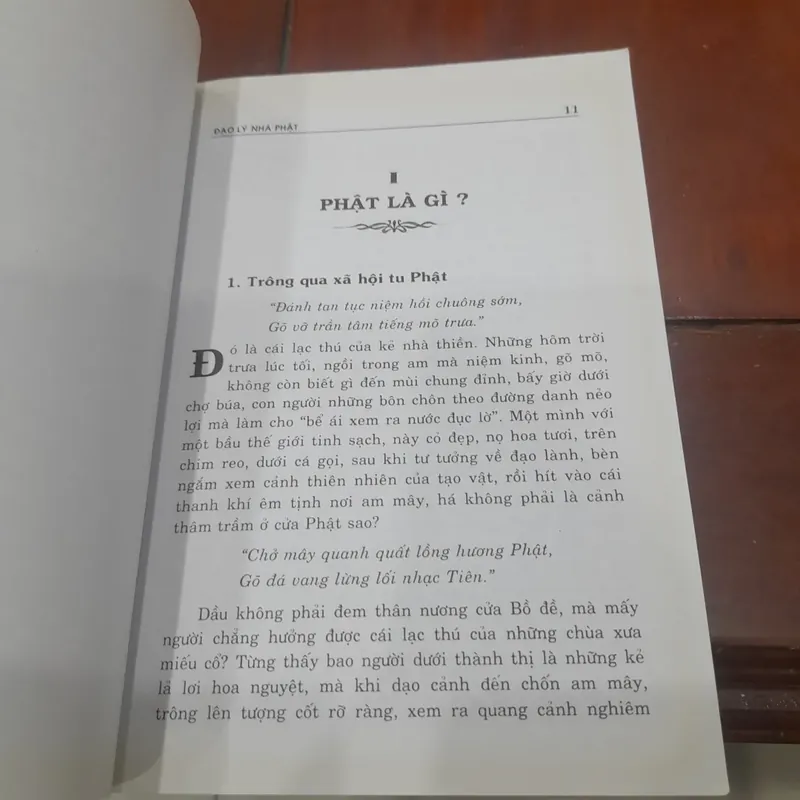 ĐẠO LÝ NHÀ PHẬT
11
I
PHẬT LÀ GÌ ?
1. Trông qua xã hội tu Phật
“Đánh tan tục niệm hồi chuông sớm,
Gõ vỡ trần tâm tiếng mõ trưa.”
Đó là cái lạc thú của kẻ nhà thiền. Những hôm trời
trưa lúc tối, ngồi trong am mà niệm kinh, gõ mõ,
không còn biết gì đến mùi chung đỉnh, bấy giờ dưới
chợ búa, con người những bôn chôn theo đường danh nẻo
lợi mà làm cho “bể ái xem ra nước đục lờ”. Một mình với
một bầu thế giới tinh sạch, này cỏ đẹp, nọ hoa tươi, trên
chim reo, dưới cá gọi, sau khi tư tưởng về đạo lành, bèn
ngắm xem cảnh thiên nhiên của tạo vật, rồi hít vào cái
thanh khí êm tịnh nơi am mây, há không phải là cảnh
thâm trầm ở cửa Phật sao?
“Chở mây quanh quất lồng hương Phật,
Gõ đá vang lừng lối nhạc Tiên.”
Dầu không phải đem thân nương cửa Bồ đề, mà mấy
người chẳng hưởng được cái lạc thú của những chùa xưa
miếu cổ? Từng thấy bao người dưới thành thị là những kẻ
lả lơi hoa nguyệt, mà khi dạo cảnh đến chốn am mây,
trông lên tượng cốt rỡ ràng, xem ra quang cảnh nghiêm